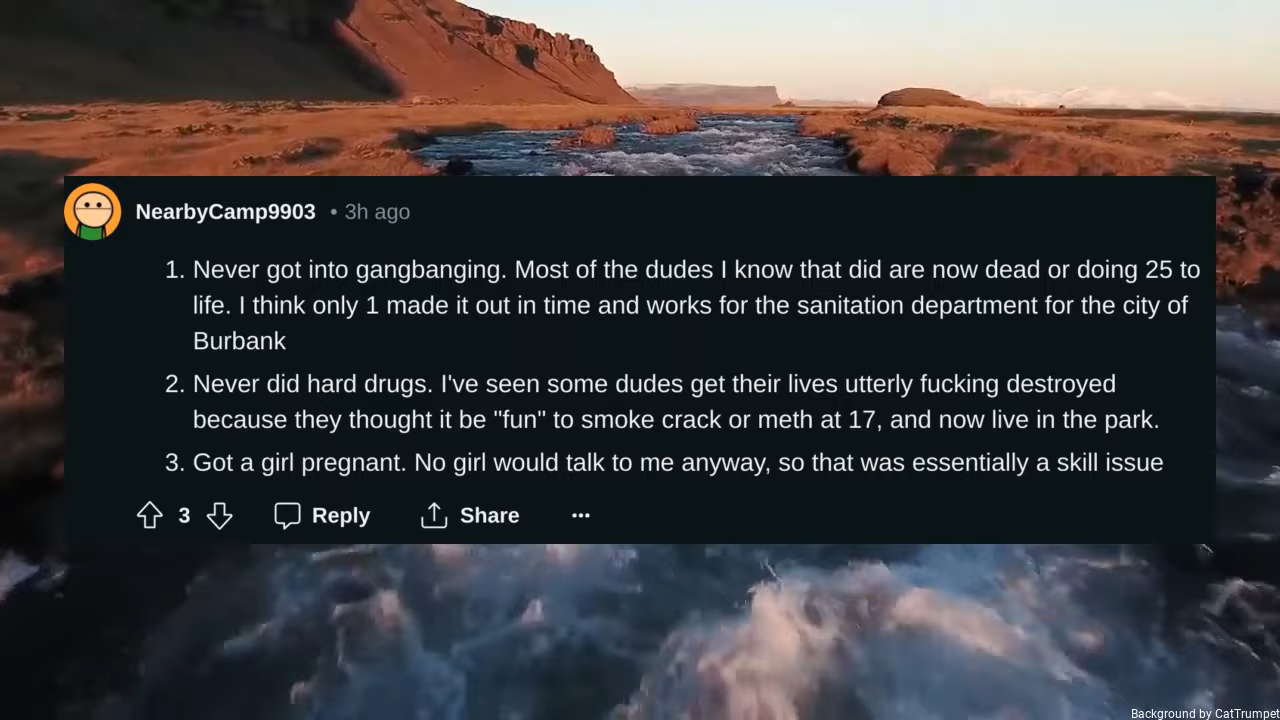 NearbyCamp9903 • 3h ago
1. Never got into gangbanging. Most of the dudes I know that did are now dead or doing 25 to
life. I think only 1 made it out in time and works for the sanitation department for the city of
Burbank
2. Never did hard drugs. I've seen some dudes get their lives utterly fucking destroyed
because they thought it be "fun" to smoke crack or meth at 17, and now live in the park.
3. Got a girl pregnant. No girl would talk to me anyway, so that was essentially a skill issue
3 Reply Share ...
Background by CatTrumpet